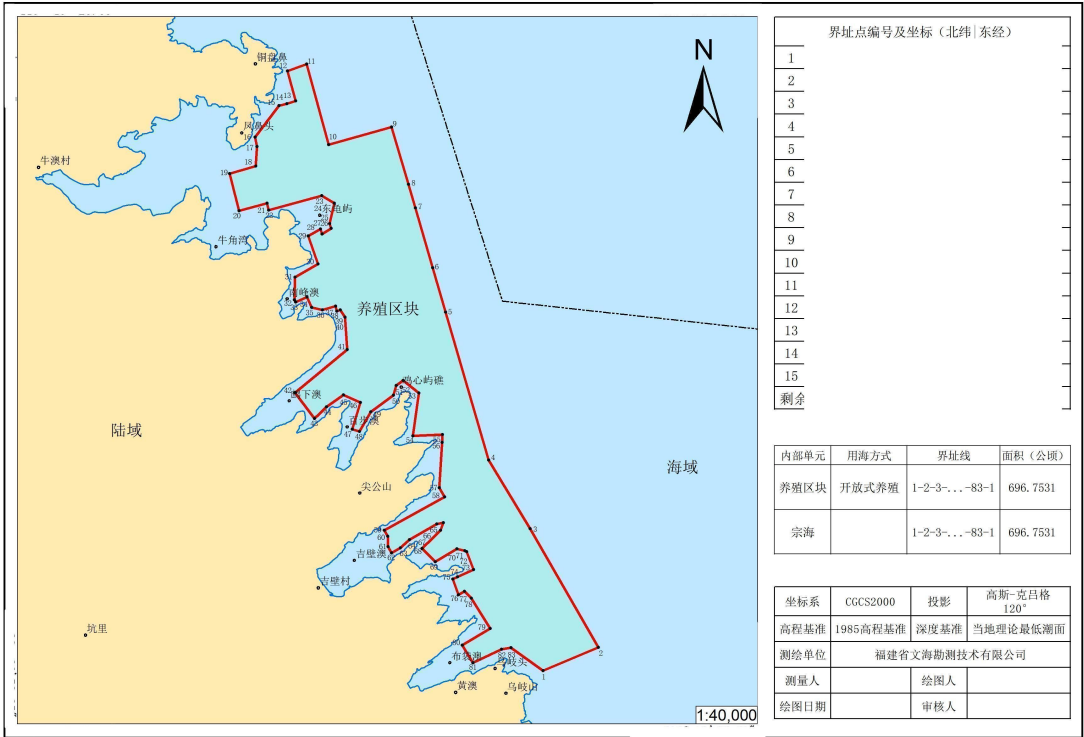 N
铜盘鼻
凤鼻头
牛澳村
东龟屿
牛角湾
养殖区块
鸡心屿礁
陆域
海域
尖公山
古壁澳
古壁村
坑里
布袋澳
乌岐头
黄澳
乌岐山
1:40,000
界址点编号及坐标（北纬|东经）
1
2
3
4
5
6
7
8
9
10
11
12
13
14
15
剩余
内部单元 用海方式 界址线 面积（公顷）
养殖区块 开放式养殖 1-2-3-...-83-1 696.7531
宗海 1-2-3-...-83-1 696.7531
坐标系 CGCS2000 投影 高斯-克吕格
120°
高程基准 1985高程基准 深度基准 当地理论最低潮面
测绘单位 福建省文海勘测技术有限公司
测量人 绘图人
绘图日期 审核人